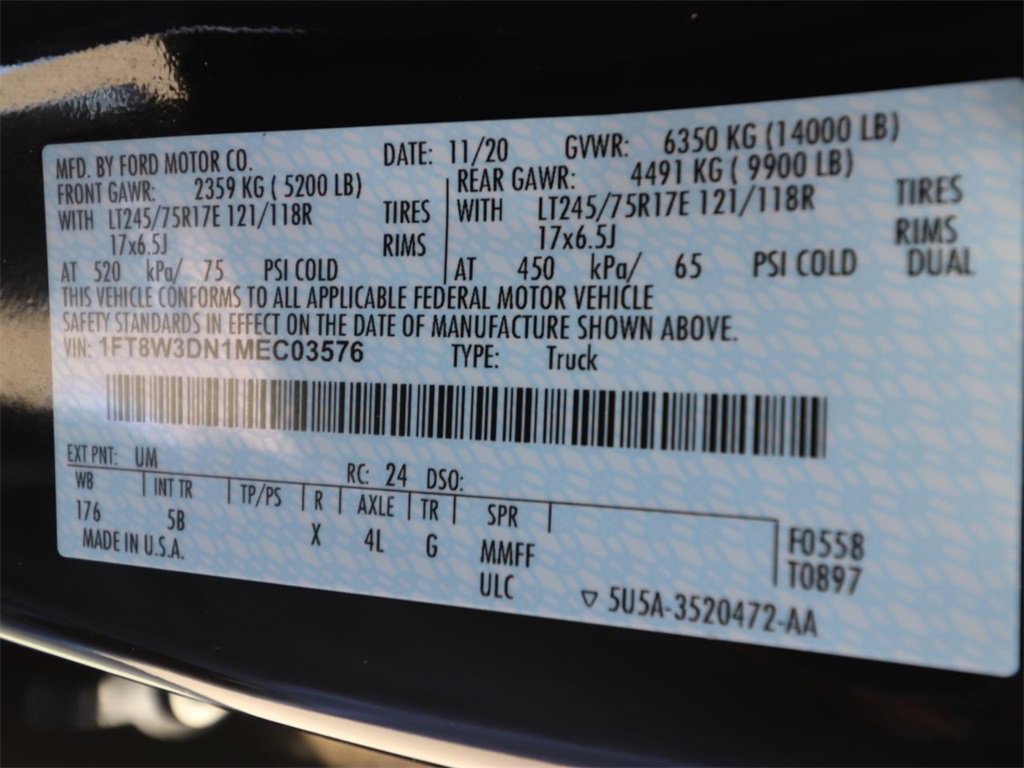 MFD. BY FORD MOTOR CO. DATE: 11/20 GVWR: 6350 KG (14000 LB)
FRONT GAWR: 2359 KG ( 5200 LB) REAR GAWR: 4491 KG ( 9900 LB)
WITH LT245/75R17E 121/118R TIRES WITH LT245/75R17E 121/118R TIRES
17x6.5J RIMS 17x6.5J RIMS
AT 520 kPa/ 75 PSI COLD AT 450 kPa/ 65 PSI COLD DUAL
THIS VEHICLE CONFORMS TO ALL APPLICABLE FEDERAL MOTOR VEHICLE
SAFETY STANDARDS IN EFFECT ON THE DATE OF MANUFACTURE SHOWN ABOVE.
VIN: 1FT8W3DN1MEC03576 TYPE: Truck
EXT PNT: UM RC: 24 DSO:
WB INT TR TP/PS R AXLE TR SPR
176 5B X 4L G MMFF F0558
MADE IN U.S.A. ULC T0897
▽ 5U5A-3520472-AA